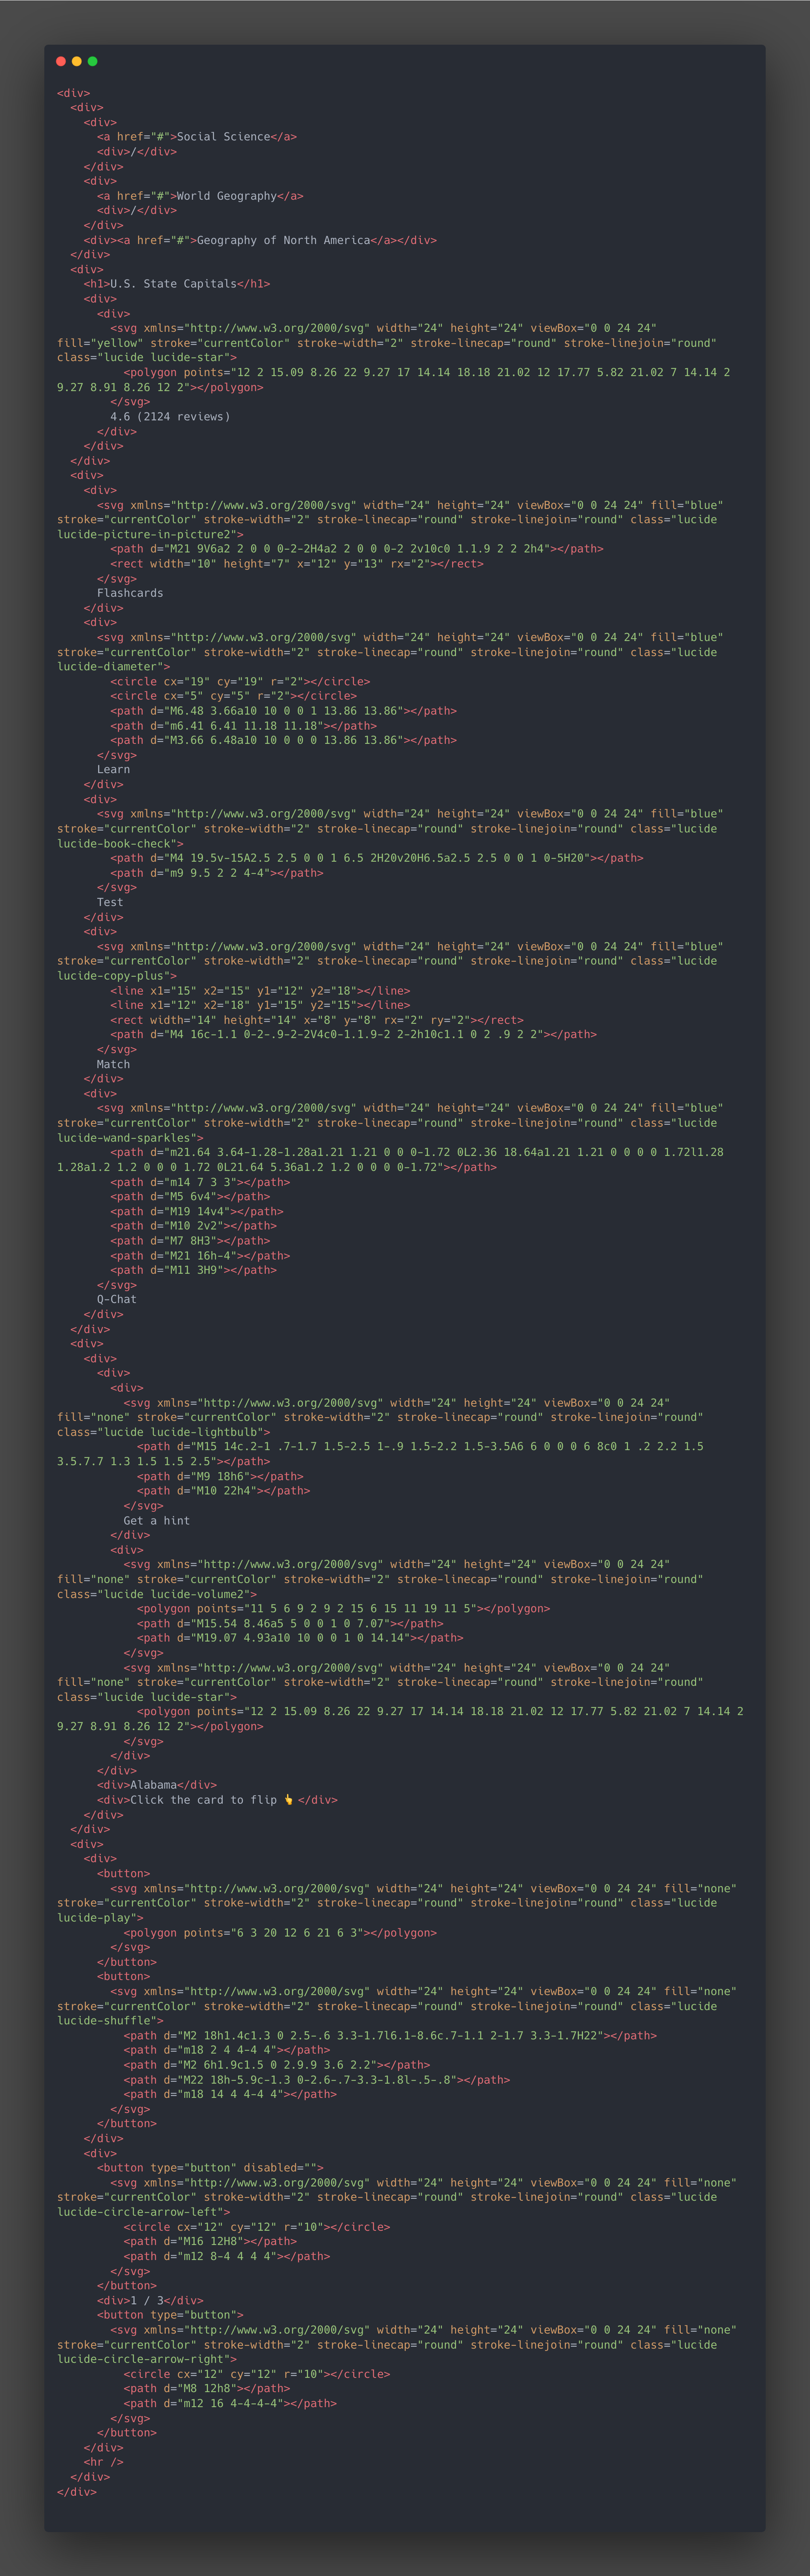 <div>
  <div>
    <div>
      <a href="#">Social Science</a>
      <div>/</div>
    </div>
    <div>
      <a href="#">World Geography</a>
      <div>/</div>
    </div>
    <div><a href="#">Geography of North America</a></div>
  </div>
  <div>
    <h1>U.S. State Capitals</h1>
    <div>
      <div>
        <svg xmlns="http://www.w3.org/2000/svg" width="24" height="24" viewBox="0 0 24 24"
fill="yellow" stroke="currentColor" stroke-width="2" stroke-linecap="round" stroke-linejoin="round"
class="lucide lucide-star">
          <polygon points="12 2 15.09 8.26 22 9.27 17 14.14 18.18 21.02 12 17.77 5.82 21.02 7 14.14 2
9.27 8.91 8.26 12 2"></polygon>
        </svg>
        4.6 (2124 reviews)
      </div>
    </div>
  </div>
  <div>
    <div>
      <svg xmlns="http://www.w3.org/2000/svg" width="24" height="24" viewBox="0 0 24 24" fill="blue"
stroke="currentColor" stroke-width="2" stroke-linecap="round" stroke-linejoin="round" class="lucide
lucide-picture-in-picture2">
        <path d="M21 9V6a2 2 0 0 0-2-2H4a2 2 0 0 0-2 2v10c0 1.1.9 2 2 2h4"></path>
        <rect width="10" height="7" x="12" y="13" rx="2"></rect>
      </svg>
      Flashcards
    </div>
    <div>
      <svg xmlns="http://www.w3.org/2000/svg" width="24" height="24" viewBox="0 0 24 24" fill="blue"
stroke="currentColor" stroke-width="2" stroke-linecap="round" stroke-linejoin="round" class="lucide
lucide-diameter">
        <circle cx="19" cy="19" r="2"></circle>
        <circle cx="5" cy="5" r="2"></circle>
        <path d="M6.48 3.66a10 10 0 0 1 13.86 13.86"></path>
        <path d="m6.41 6.41 11.18 11.18"></path>
        <path d="M3.66 6.48a10 10 0 0 0 13.86 13.86"></path>
      </svg>
      Learn
    </div>
    <div>
      <svg xmlns="http://www.w3.org/2000/svg" width="24" height="24" viewBox="0 0 24 24" fill="blue"
stroke="currentColor" stroke-width="2" stroke-linecap="round" stroke-linejoin="round" class="lucide
lucide-book-check">
        <path d="M4 19.5v-15A2.5 2.5 0 0 1 6.5 2H20v20H6.5a2.5 2.5 0 0 1 0-5H20"></path>
        <path d="m9 9.5 2 2 4-4"></path>
      </svg>
      Test
    </div>
    <div>
      <svg xmlns="http://www.w3.org/2000/svg" width="24" height="24" viewBox="0 0 24 24" fill="blue"
stroke="currentColor" stroke-width="2" stroke-linecap="round" stroke-linejoin="round" class="lucide
lucide-copy-plus">
        <line x1="15" x2="15" y1="12" y2="18"></line>
        <line x1="12" x2="18" y1="15" y2="15"></line>
        <rect width="14" height="14" x="8" y="8" rx="2" ry="2"></rect>
        <path d="M4 16c-1.1 0-2-.9-2-2V4c0-1.1.9-2 2-2h10c1.1 0 2 .9 2 2"></path>
      </svg>
      Match
    </div>
    <div>
      <svg xmlns="http://www.w3.org/2000/svg" width="24" height="24" viewBox="0 0 24 24" fill="blue"
stroke="currentColor" stroke-width="2" stroke-linecap="round" stroke-linejoin="round" class="lucide
lucide-wand-sparkles">
        <path d="m21.64 3.64-1.28-1.28a1.21 1.21 0 0 0-1.72 0L2.36 18.64a1.21 1.21 0 0 0 0 1.72l1.28
1.28a1.2 1.2 0 0 0 1.72 0L21.64 5.36a1.2 1.2 0 0 0 0-1.72"></path>
        <path d="m14 7 3 3"></path>
        <path d="M5 6v4"></path>
        <path d="M19 14v4"></path>
        <path d="M10 2v2"></path>
        <path d="M7 8H3"></path>
        <path d="M21 16h-4"></path>
        <path d="M11 3H9"></path>
      </svg>
      Q-Chat
    </div>
  </div>
  <div>
    <div>
      <div>
        <div>
          <svg xmlns="http://www.w3.org/2000/svg" width="24" height="24" viewBox="0 0 24 24"
fill="none" stroke="currentColor" stroke-width="2" stroke-linecap="round" stroke-linejoin="round"
class="lucide lucide-lightbulb">
            <path d="M15 14c.2-1 .7-1.7 1.5-2.5 1-.9 1.5-2.2 1.5-3.5A6 6 0 0 0 6 8c0 1 .2 2.2 1.5
3.5.7.7 1.3 1.5 1.5 2.5"></path>
            <path d="M9 18h6"></path>
            <path d="M10 22h4"></path>
          </svg>
          Get a hint
        </div>
        <div>
          <svg xmlns="http://www.w3.org/2000/svg" width="24" height="24" viewBox="0 0 24 24"
fill="none" stroke="currentColor" stroke-width="2" stroke-linecap="round" stroke-linejoin="round"
class="lucide lucide-volume2">
            <polygon points="11 5 6 9 2 9 2 15 6 15 11 19 11 5"></polygon>
            <path d="M15.54 8.46a5 5 0 0 1 0 7.07"></path>
            <path d="M19.07 4.93a10 10 0 0 1 0 14.14"></path>
          </svg>
          <svg xmlns="http://www.w3.org/2000/svg" width="24" height="24" viewBox="0 0 24 24"
fill="none" stroke="currentColor" stroke-width="2" stroke-linecap="round" stroke-linejoin="round"
class="lucide lucide-star">
            <polygon points="12 2 15.09 8.26 22 9.27 17 14.14 18.18 21.02 12 17.77 5.82 21.02 7 14.14 2
9.27 8.91 8.26 12 2"></polygon>
          </svg>
        </div>
      </div>
      <div>Alabama</div>
      <div>Click the card to flip 👆</div>
    </div>
  </div>
  <div>
    <div>
      <button>
        <svg xmlns="http://www.w3.org/2000/svg" width="24" height="24" viewBox="0 0 24 24" fill="none"
stroke="currentColor" stroke-width="2" stroke-linecap="round" stroke-linejoin="round" class="lucide
lucide-play">
          <polygon points="6 3 20 12 6 21 6 3"></polygon>
        </svg>
      </button>
      <button>
        <svg xmlns="http://www.w3.org/2000/svg" width="24" height="24" viewBox="0 0 24 24" fill="none"
stroke="currentColor" stroke-width="2" stroke-linecap="round" stroke-linejoin="round" class="lucide
lucide-shuffle">
          <path d="M2 18h1.4c1.3 0 2.5-.6 3.3-1.7l6.1-8.6c.7-1.1 2-1.7 3.3-1.7H22"></path>
          <path d="m18 2 4 4-4 4"></path>
          <path d="M2 6h1.9c1.5 0 2.9.9 3.6 2.2"></path>
          <path d="M22 18h-5.9c-1.3 0-2.6-.7-3.3-1.8l-.5-.8"></path>
          <path d="m18 14 4 4-4 4"></path>
        </svg>
      </button>
    </div>
    <div>
      <button type="button" disabled="">
        <svg xmlns="http://www.w3.org/2000/svg" width="24" height="24" viewBox="0 0 24 24" fill="none"
stroke="currentColor" stroke-width="2" stroke-linecap="round" stroke-linejoin="round" class="lucide
lucide-circle-arrow-left">
          <circle cx="12" cy="12" r="10"></circle>
          <path d="M16 12H8"></path>
          <path d="m12 8-4 4 4 4"></path>
        </svg>
      </button>
      <div>1 / 3</div>
      <button type="button">
        <svg xmlns="http://www.w3.org/2000/svg" width="24" height="24" viewBox="0 0 24 24" fill="none"
stroke="currentColor" stroke-width="2" stroke-linecap="round" stroke-linejoin="round" class="lucide
lucide-circle-arrow-right">
          <circle cx="12" cy="12" r="10"></circle>
          <path d="M8 12h8"></path>
          <path d="m12 16 4-4-4-4"></path>
        </svg>
      </button>
    </div>
    <hr />
  </div>
</div>